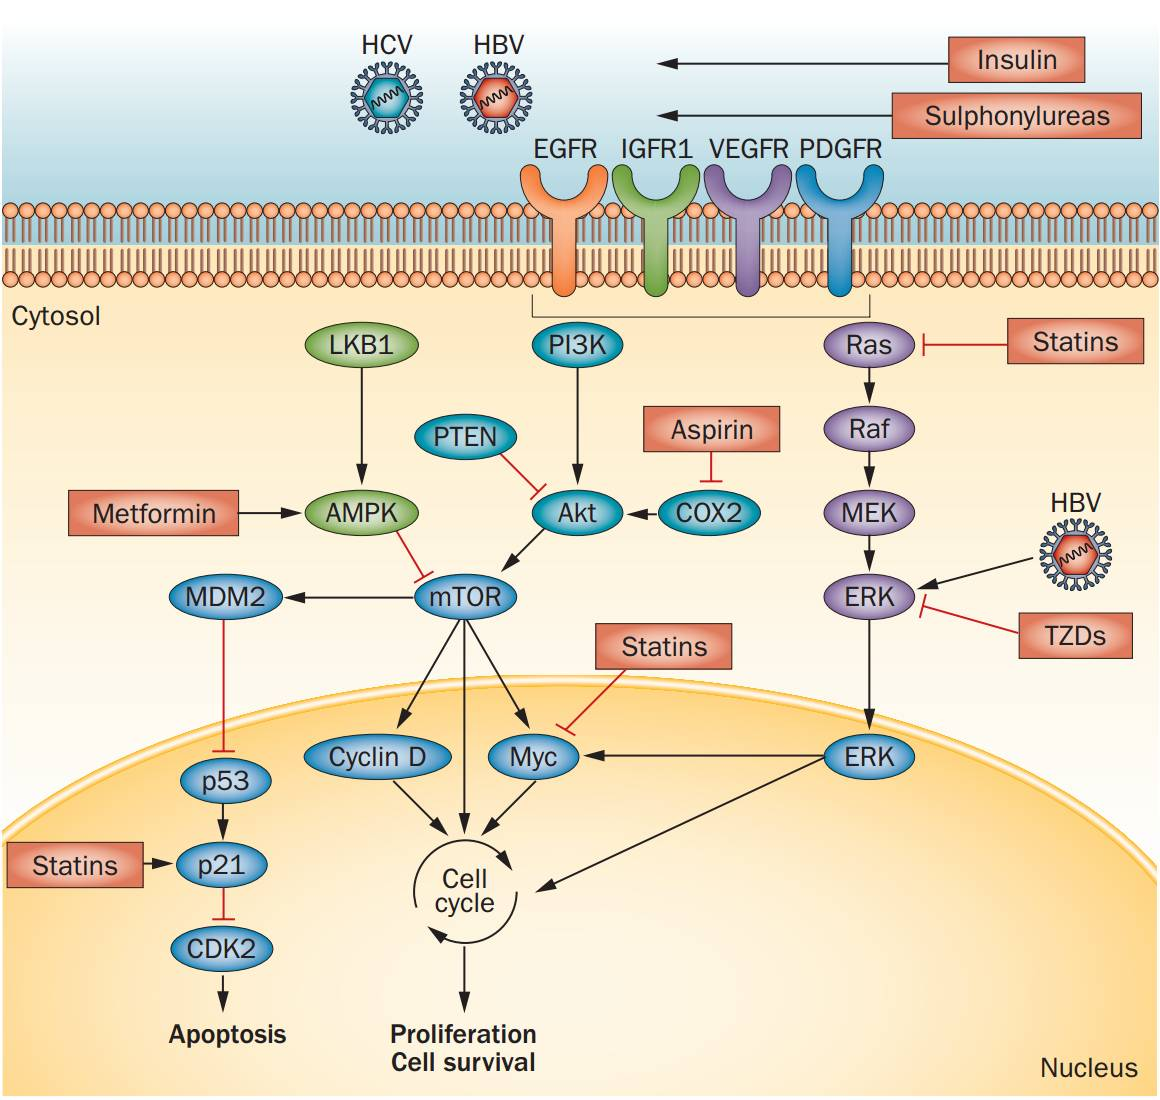 HCV
HBV
Insulin
Sulphonylureas
EGFR
IGFR1
VEGFR
PDGFR
Cytosol
LKB1
PI3K
Ras
Statins
PTEN
Aspirin
Raf
Metformin
AMPK
Akt
COX2
MEK
HBV
MDM2
mTOR
ERK
Statins
TZDs
Cyclin D
Myc
ERK
p53
Statins
p21
Cell
cycle
CDK2
Apoptosis
Proliferation
Cell survival
Nucleus